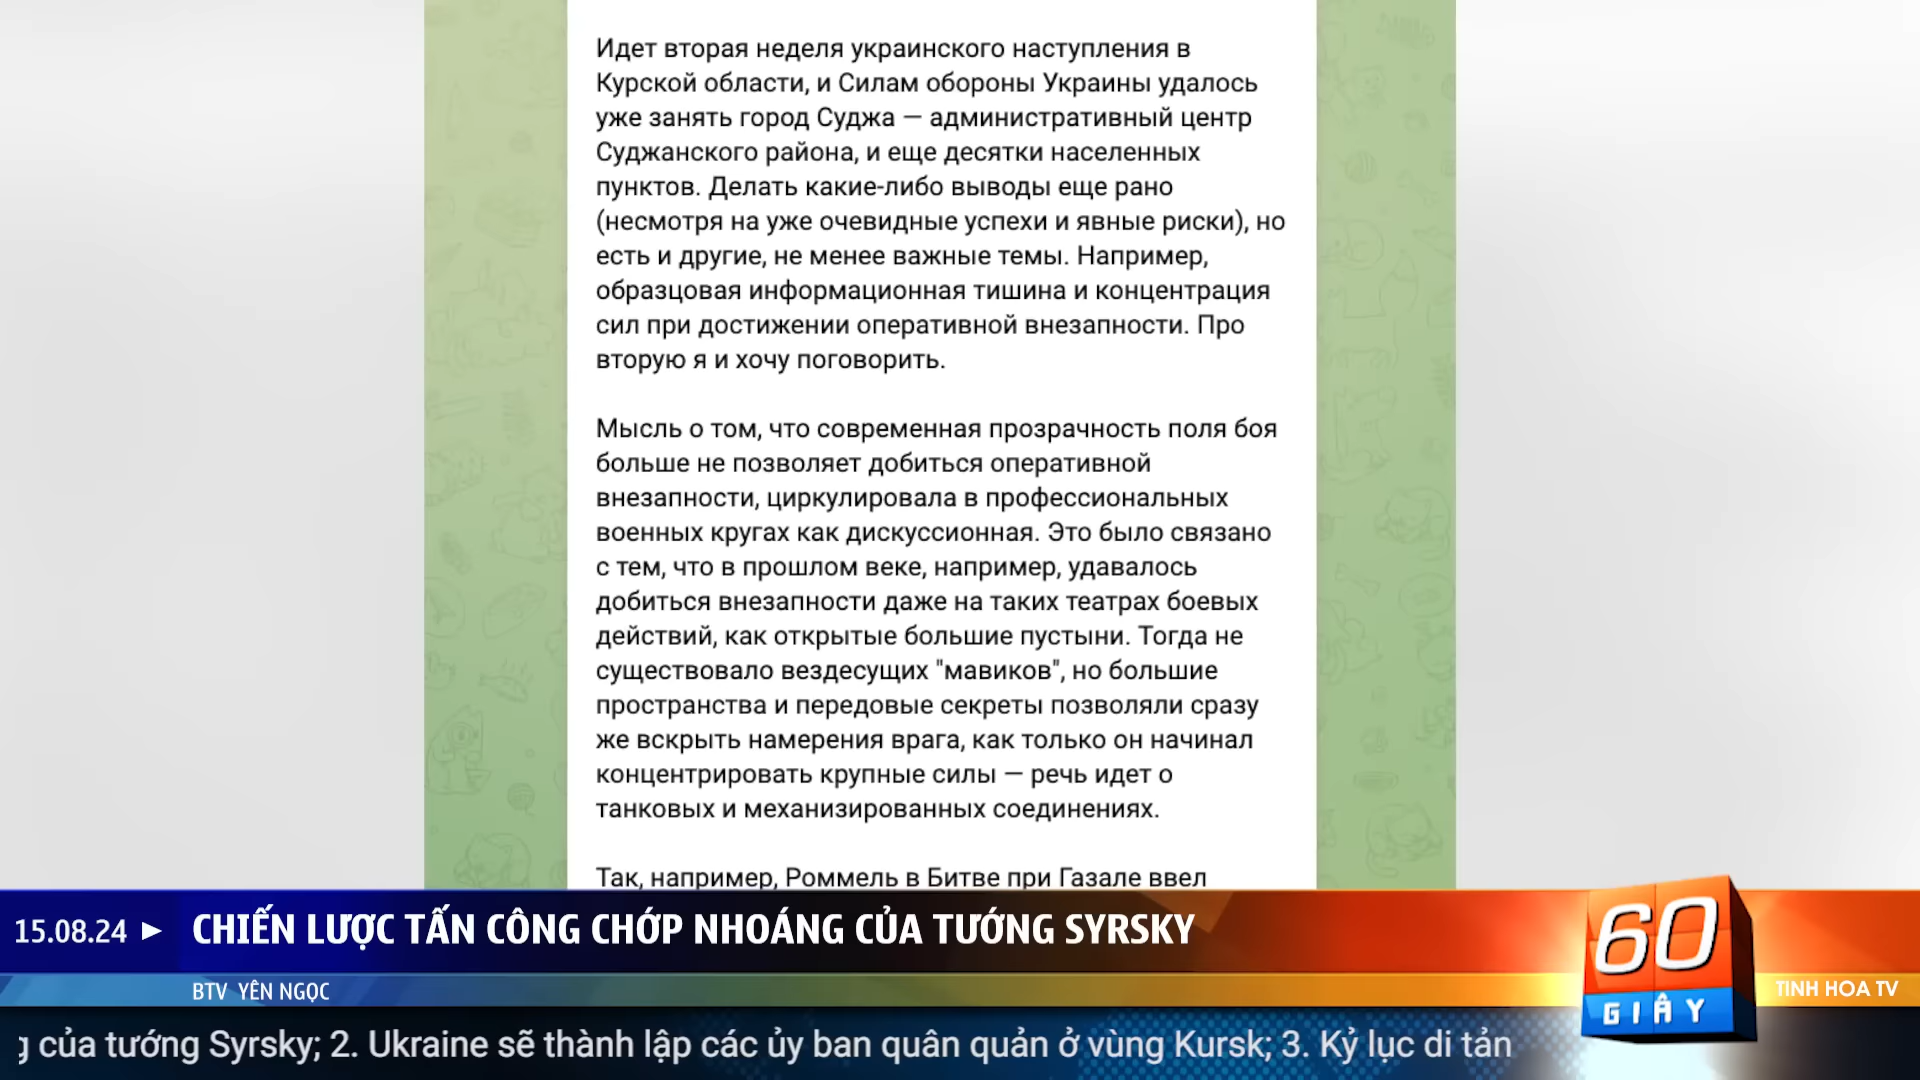 Идет вторая неделя украинского наступления в
Курской области, и Силам обороны Украины удалось
уже занять город Суджа — административный центр
Суджанского района, и еще десятки населенных
пунктов. Делать какие-либо выводы еще рано
(несмотря на уже очевидные успехи и явные риски), но
есть и другие, не менее важные темы. Например,
образцовая информационная тишина и концентрация
сил при достижении оперативной внезапности. Про
вторую я и хочу поговорить.
Мысль о том, что современная прозрачность поля боя
больше не позволяет добиться оперативной
внезапности, циркулировала в профессиональных
военных кругах как дискуссионная. Это было связано
с тем, что в прошлом веке, например, удавалось
добиться внезапности даже на таких театрах боевых
действий, как открытые большие пустыни. Тогда не
существовало вездесущих "мавиков", но большие
пространства и передовые секреты позволяли сразу
же вскрыть намерения врага, как только он начинал
концентрировать крупные силы — речь идет о
танковых и механизированных соединениях.
Так, например, Роммель в Битве при Газале ввел
15.08.24 ► CHIẾN LƯỢC TẤN CÔNG CHỚP NHOÁNG CỦA TƯỚNG SYRSKY
BTV YÊN NGỌC
60
GIÂY
TINH HOA TV
g của tướng Syrsky; 2. Ukraine sẽ thành lập các ủy ban quân quản ở vùng Kursk; 3. Kỷ lục di tản